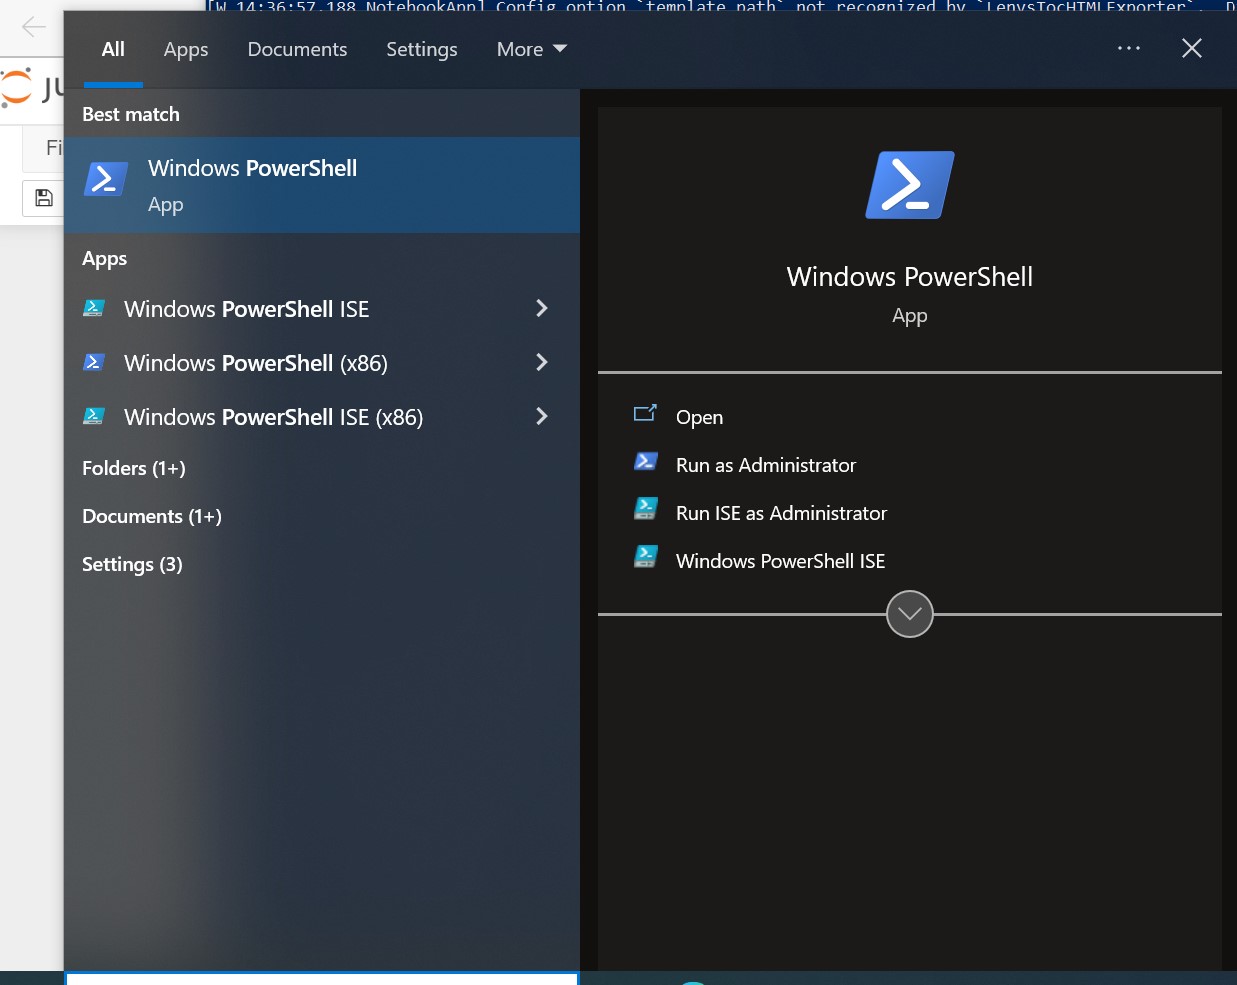 [W 14:36:57.188 NotebookApp] Config option `template_path` not recognized by `LenvsTocHTMLExporter`. D
All Apps Documents Settings More
Ju
Fi
Best match
Windows PowerShell
App
Apps
Windows PowerShell ISE
Windows PowerShell (x86)
Windows PowerShell ISE (x86)
Folders (1+)
Documents (1+)
Settings (3)
Windows PowerShell
App
Open
Run as Administrator
Run ISE as Administrator
Windows PowerShell ISE